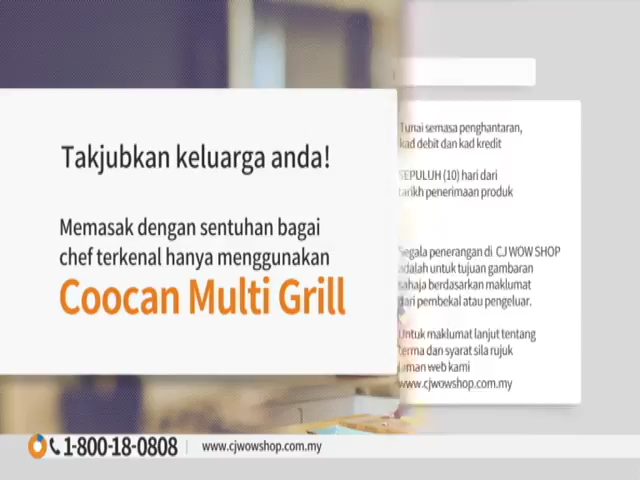 Takjubkan keluarga anda!
Memasak dengan sentuhan bagai
chef terkenal hanya menggunakan
Coocan Multi Grill
Tunai semasa penghantaran,
kad debit dan kad kredit
SEPULUH (10) hari dari
tarikh penerimaan produk
Segala penerangan di CJ WOW SHOP
adalah untuk tujuan gambaran
sahaja berdasarkan maklumat
dari pembekal atau pengeluar.
Untuk maklumat lanjut tentang
terma dan syarat sila rujuk
laman web kami
www.cjwowshop.com.my
1-800-18-0808
www.cjwowshop.com.my